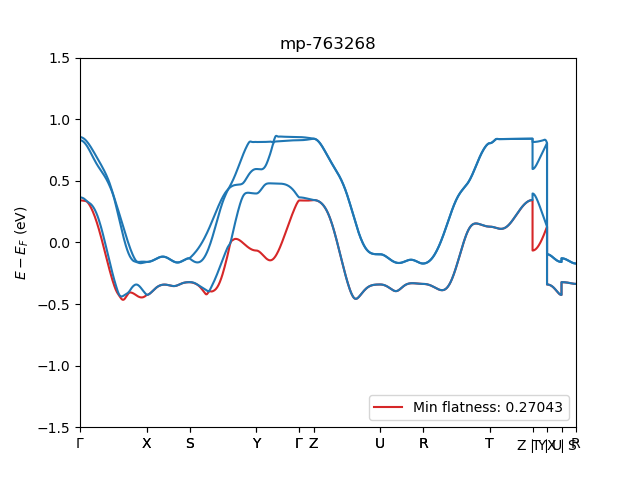 mp-763268
E − E_F (eV)
1.5
1.0
0.5
0.0
−0.5
−1.0
−1.5
Min flatness: 0.27043
Γ X S Y Γ Z U R T Z | T Y | X U | S R